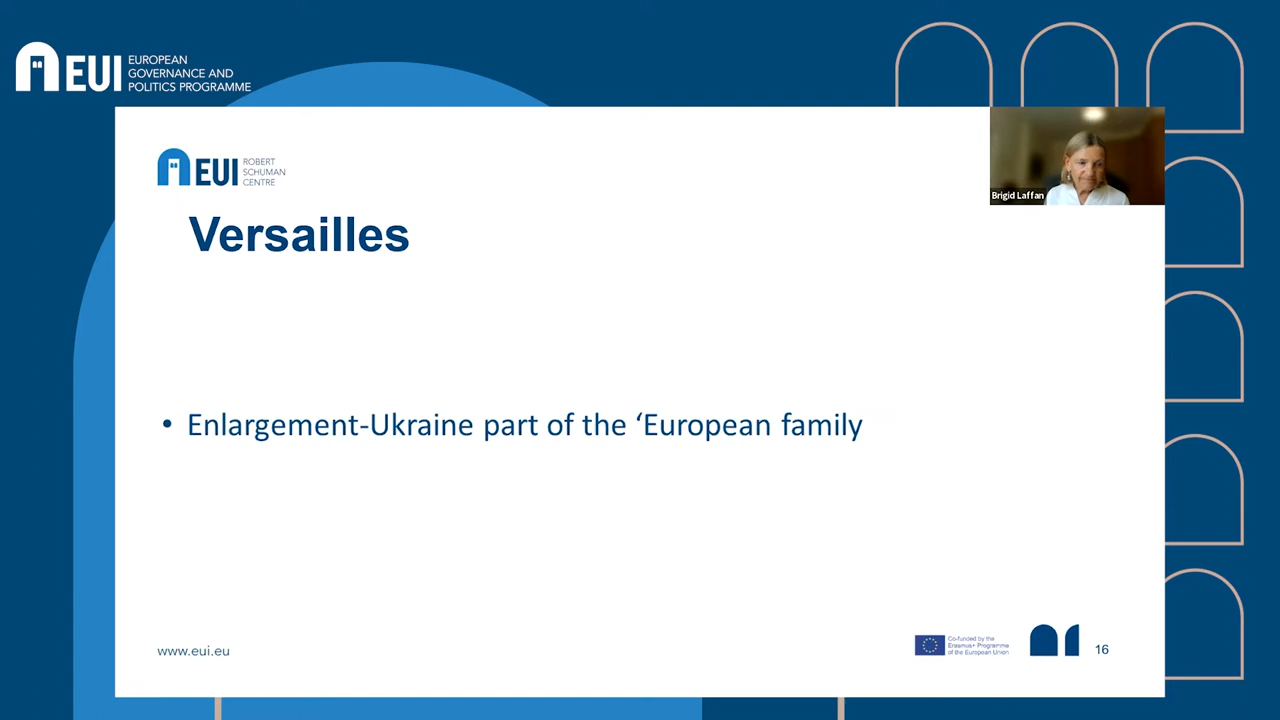 EUI
EUROPEAN
GOVERNANCE AND
POLITICS PROGRAMME
EUI
ROBERT
SCHUMAN
CENTRE
Brigid Laffan
Versailles
• Enlargement-Ukraine part of the ‘European family
www.eui.eu
Co-funded by the
Erasmus+ Programme
of the European Union
16